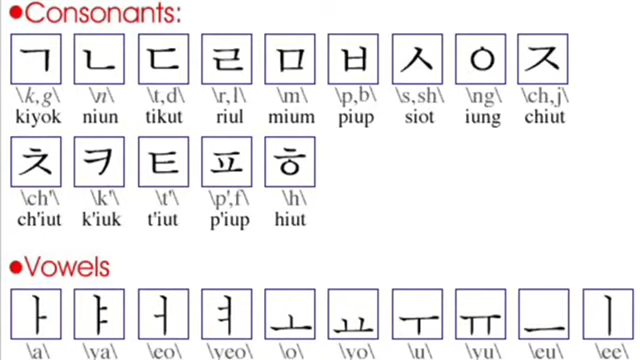 Consonants:
ㄱ ㄴ ㄷ ㄹ ㅁ ㅂ ㅅ ㅇ ㅈ
\k,g\ \n\ \t,d\ \r,l\ \m\ \p,b\ \s,sh\ \ng\ \ch,j\
kiyok niun tikut riul mium piup siot iung chiut
ㅊ ㅋ ㅌ ㅍ ㅎ
\ch'\ \k'\ \t'\ \p',f\ \h\
ch'iut k'iuk t'iut p'iup hiut
Vowels
ㅏ ㅑ ㅓ ㅕ ㅗ ㅛ ㅜ ㅠ ㅡ ㅣ
\a\ \ya\ \eo\ \yeo\ \o\ \yo\ \u\ \yu\ \eu\ \ee\